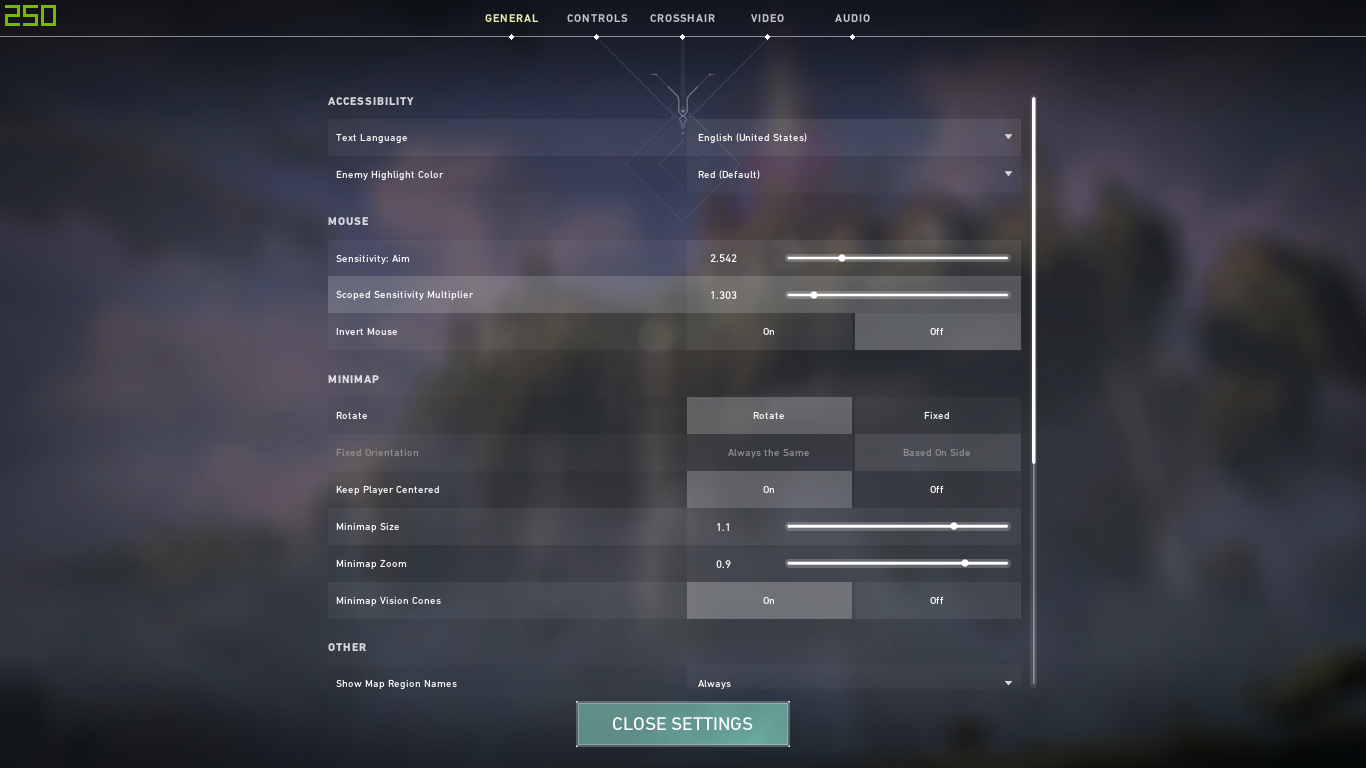 250
GENERAL CONTROLS CROSSHAIR VIDEO AUDIO
ACCESSIBILITY
Text Language English (United States)
Enemy Highlight Color Red (Default)
MOUSE
Sensitivity: Aim 2.542
Scoped Sensitivity Multiplier 1.303
Invert Mouse On Off
MINIMAP
Rotate Rotate Fixed
Fixed Orientation Always the Same Based On Side
Keep Player Centered On Off
Minimap Size 1.1
Minimap Zoom 0.9
Minimap Vision Cones On Off
OTHER
Show Map Region Names Always
CLOSE SETTINGS